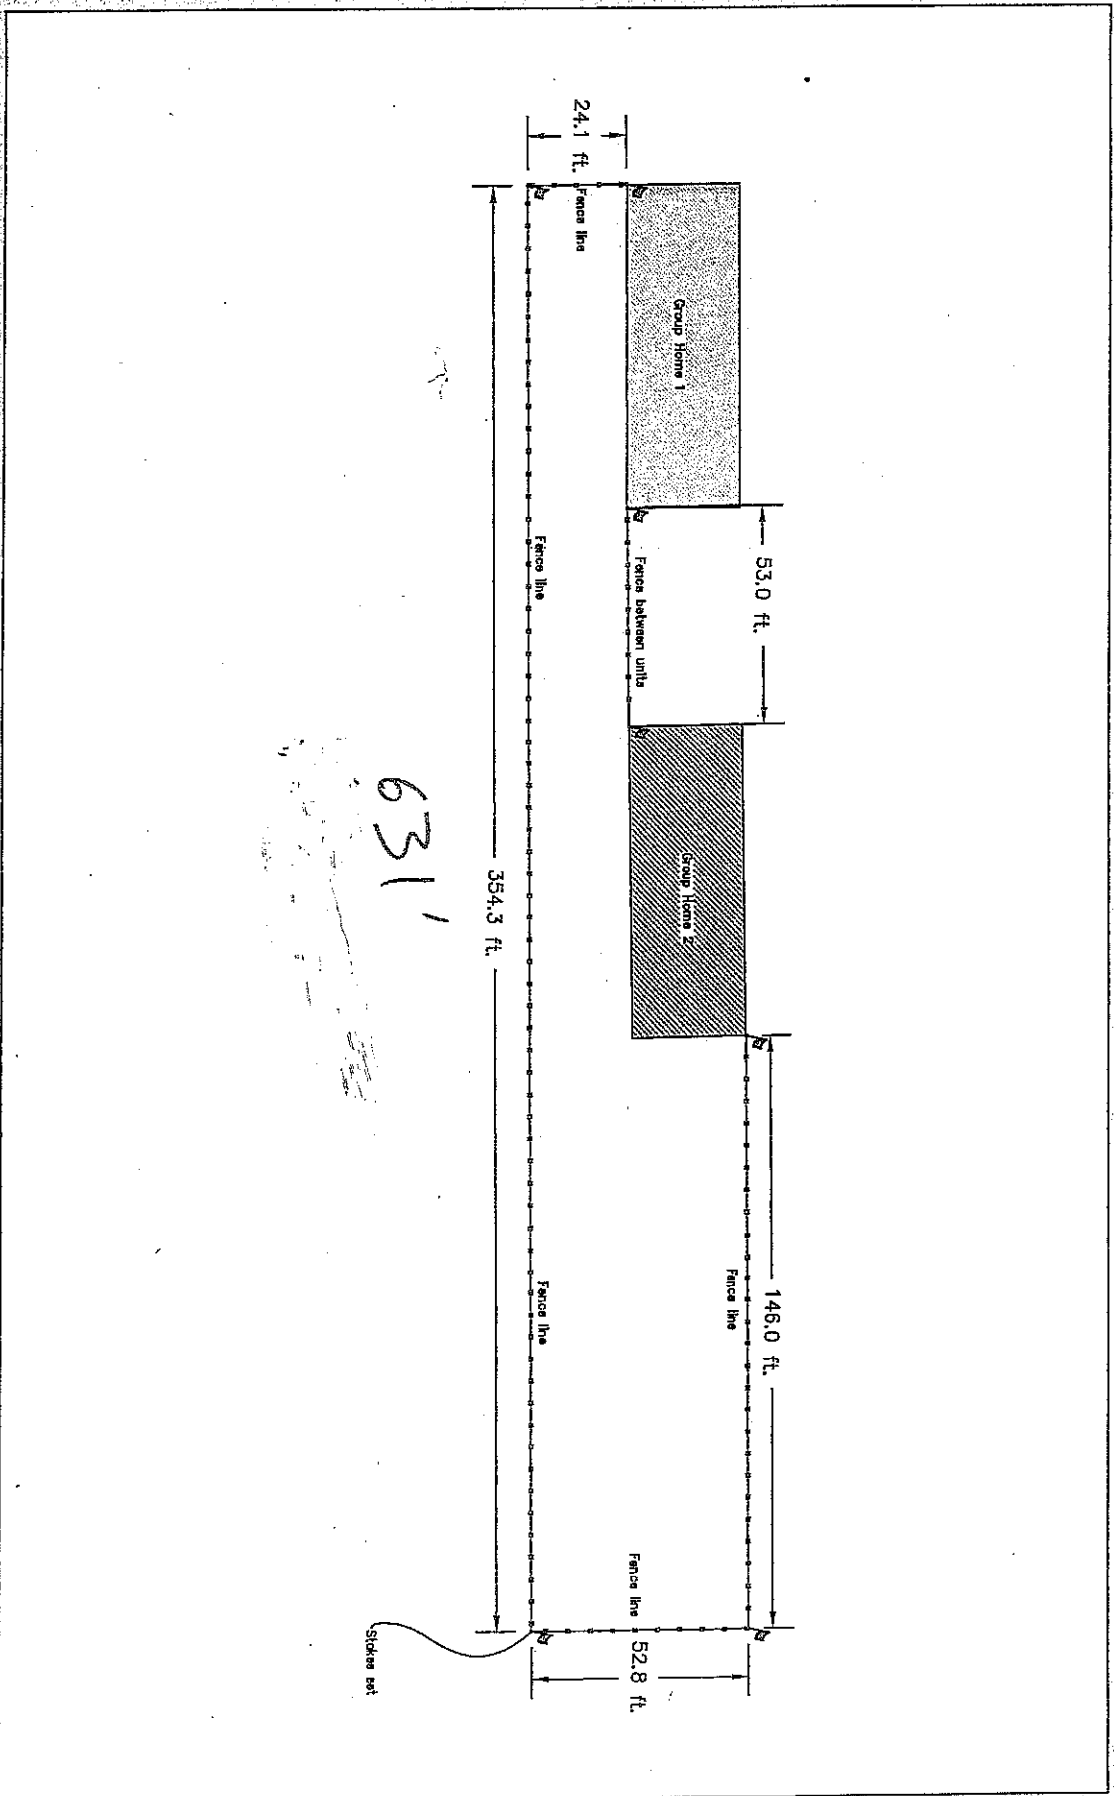 53.0 ft.
146.0 ft.
Fence line
Group Home 1
Group Home 2
Fence between units
Fence line
52.8 ft.
24.1 ft.
Fence line
Fence line
Fence line
354.3 ft.
631'
Stakes set